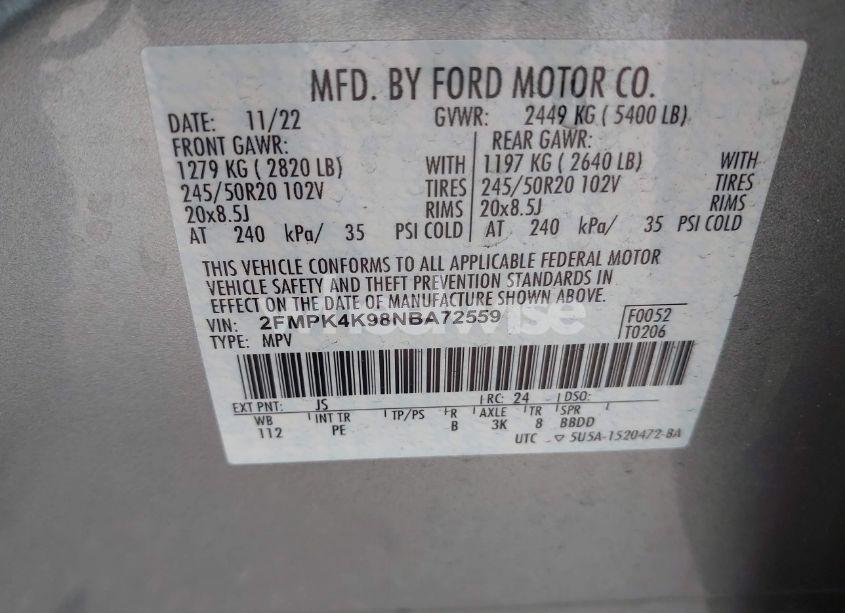 MFD. BY FORD MOTOR CO.
DATE: 11/22 GVWR: 2449 KG ( 5400 LB)
FRONT GAWR: REAR GAWR:
1279 KG ( 2820 LB) WITH 1197 KG ( 2640 LB) WITH
245/50R20 102V TIRES 245/50R20 102V TIRES
20x8.5J RIMS 20x8.5J RIMS
AT 240 kPa/ 35 PSI COLD AT 240 kPa/ 35 PSI COLD
THIS VEHICLE CONFORMS TO ALL APPLICABLE FEDERAL MOTOR
VEHICLE SAFETY AND THEFT PREVENTION STANDARDS IN
EFFECT ON THE DATE OF MANUFACTURE SHOWN ABOVE.
VIN: 2FMPK4K98NBA72559 F0052
TYPE: MPV T0206
EXT PNT: JS RC: 24 DSO:
WB INT TR TP/PS R AXLE TR SPR
112 PE B 3K 8 BBDD
UTC 5U5A-1520472-BA